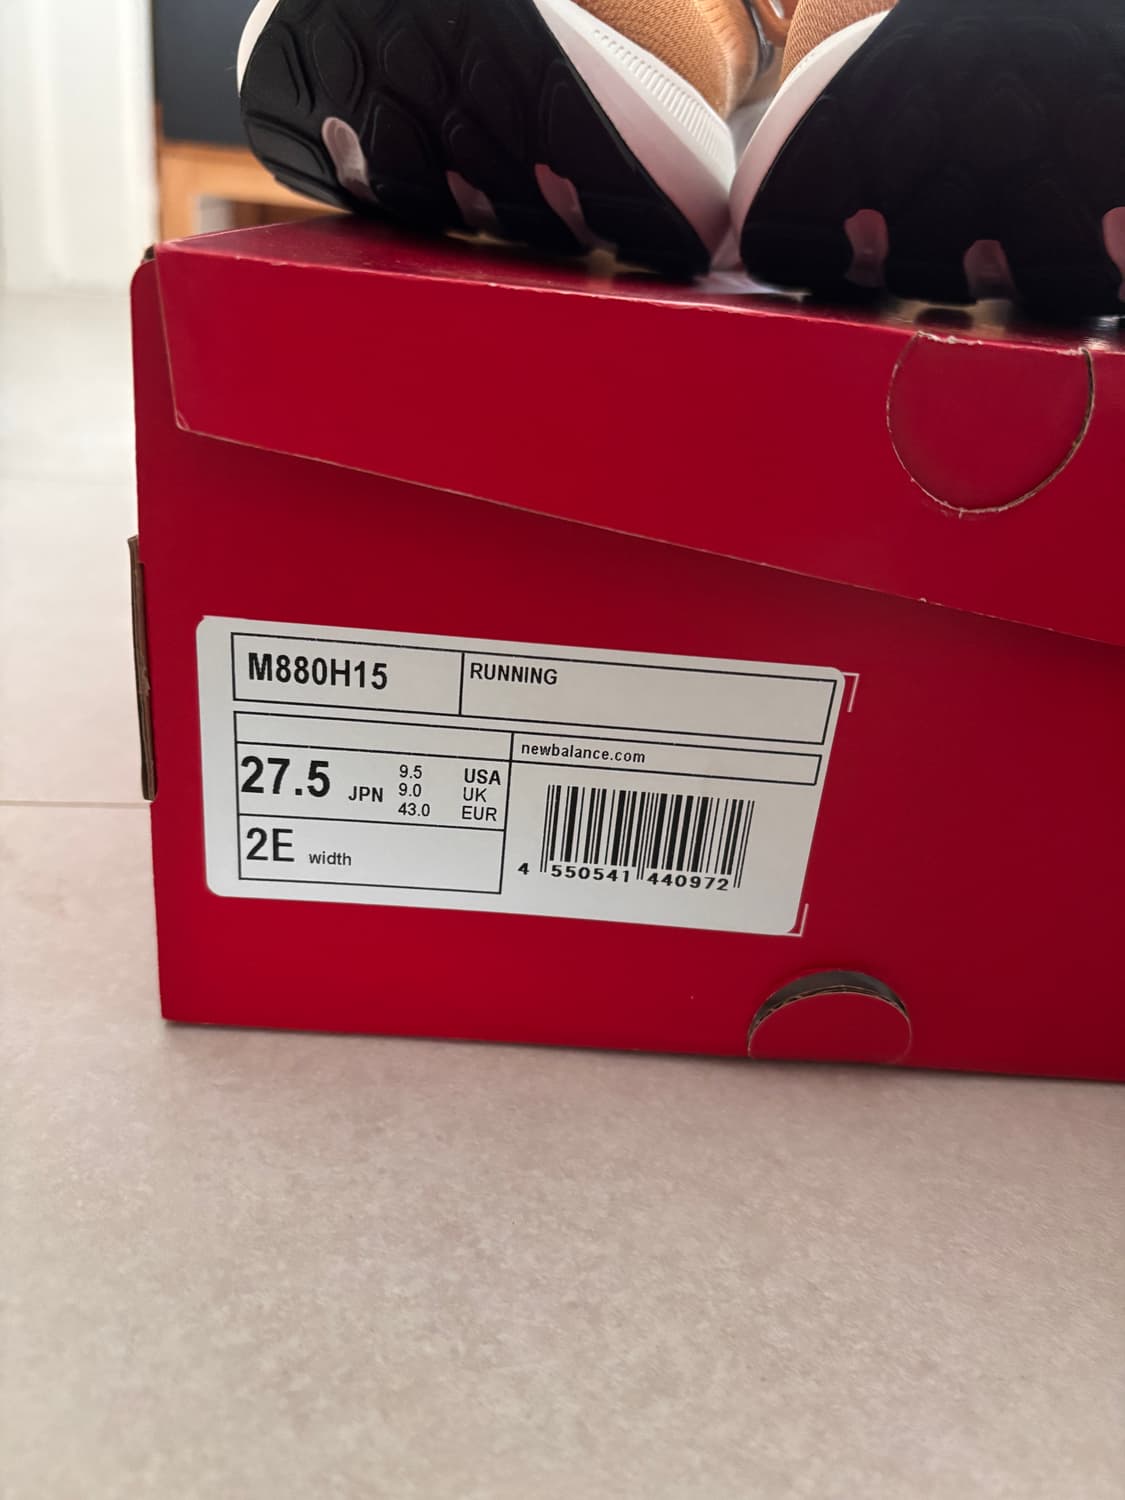 M880H15
RUNNING
newbalance.com
27.5 JPN
9.5 USA
9.0 UK
43.0 EUR
2E width
4 550541 440972